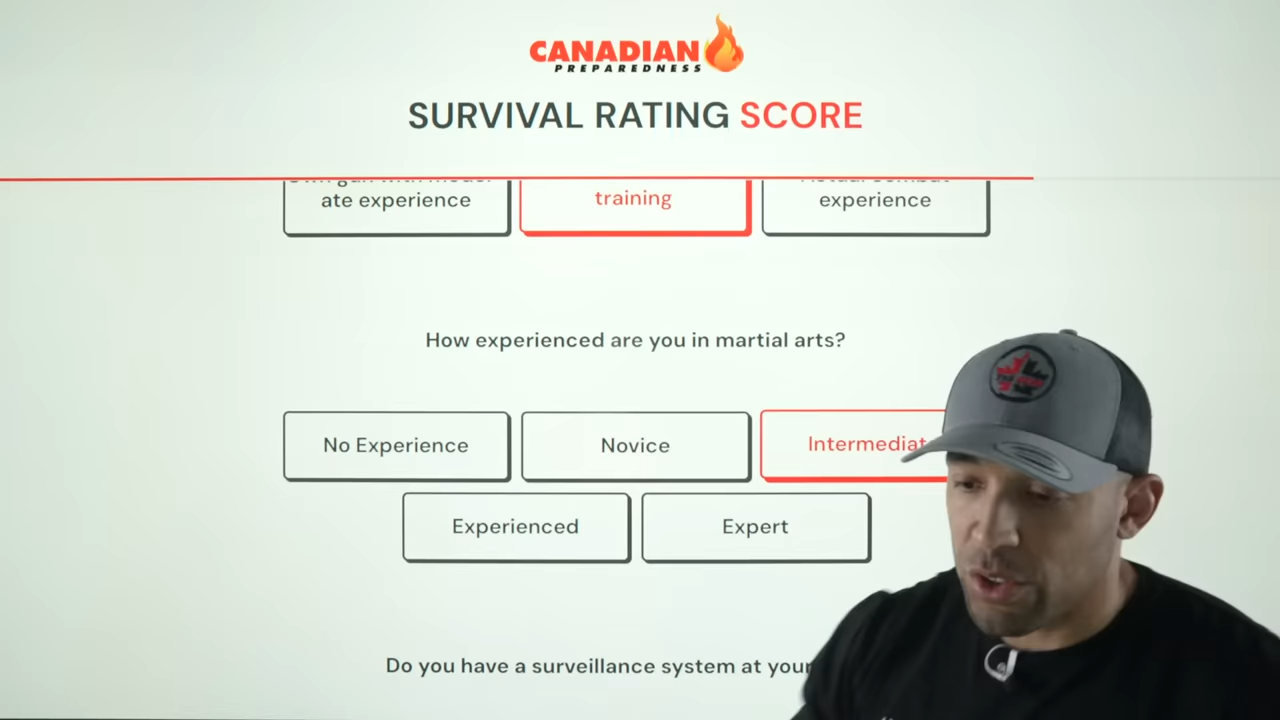 CANADIAN
PREPAREDNESS
SURVIVAL RATING SCORE
ate experience
training
experience
How experienced are you in martial arts?
No Experience
Novice
Intermediat
Experienced
Expert
Do you have a surveillance system at your